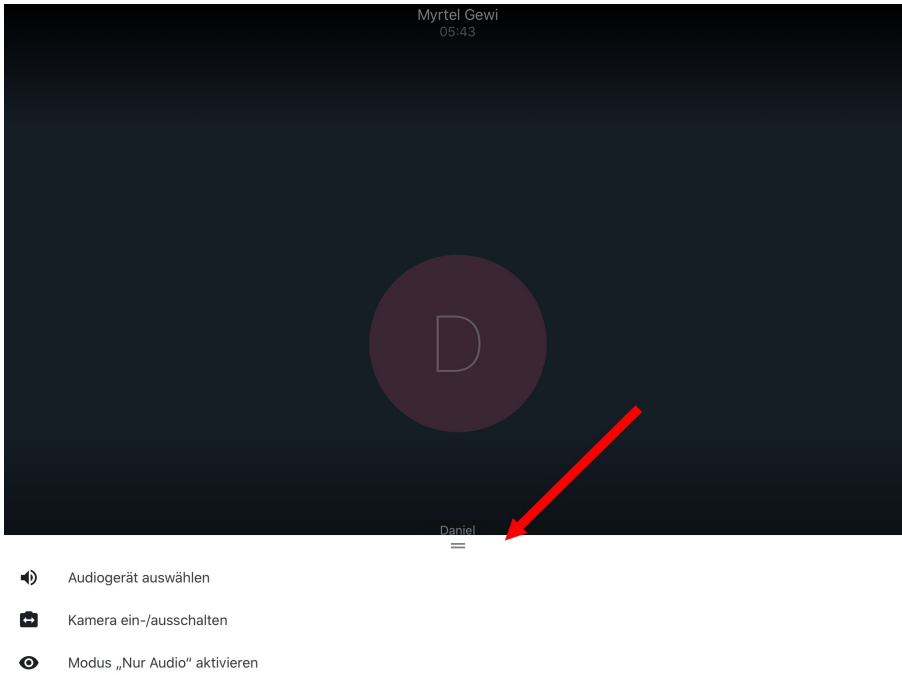 Myrtel Gewi
05:43
D
Daniel
Audiogerät auswählen
Kamera ein-/ausschalten
Modus „Nur Audio“ aktivieren